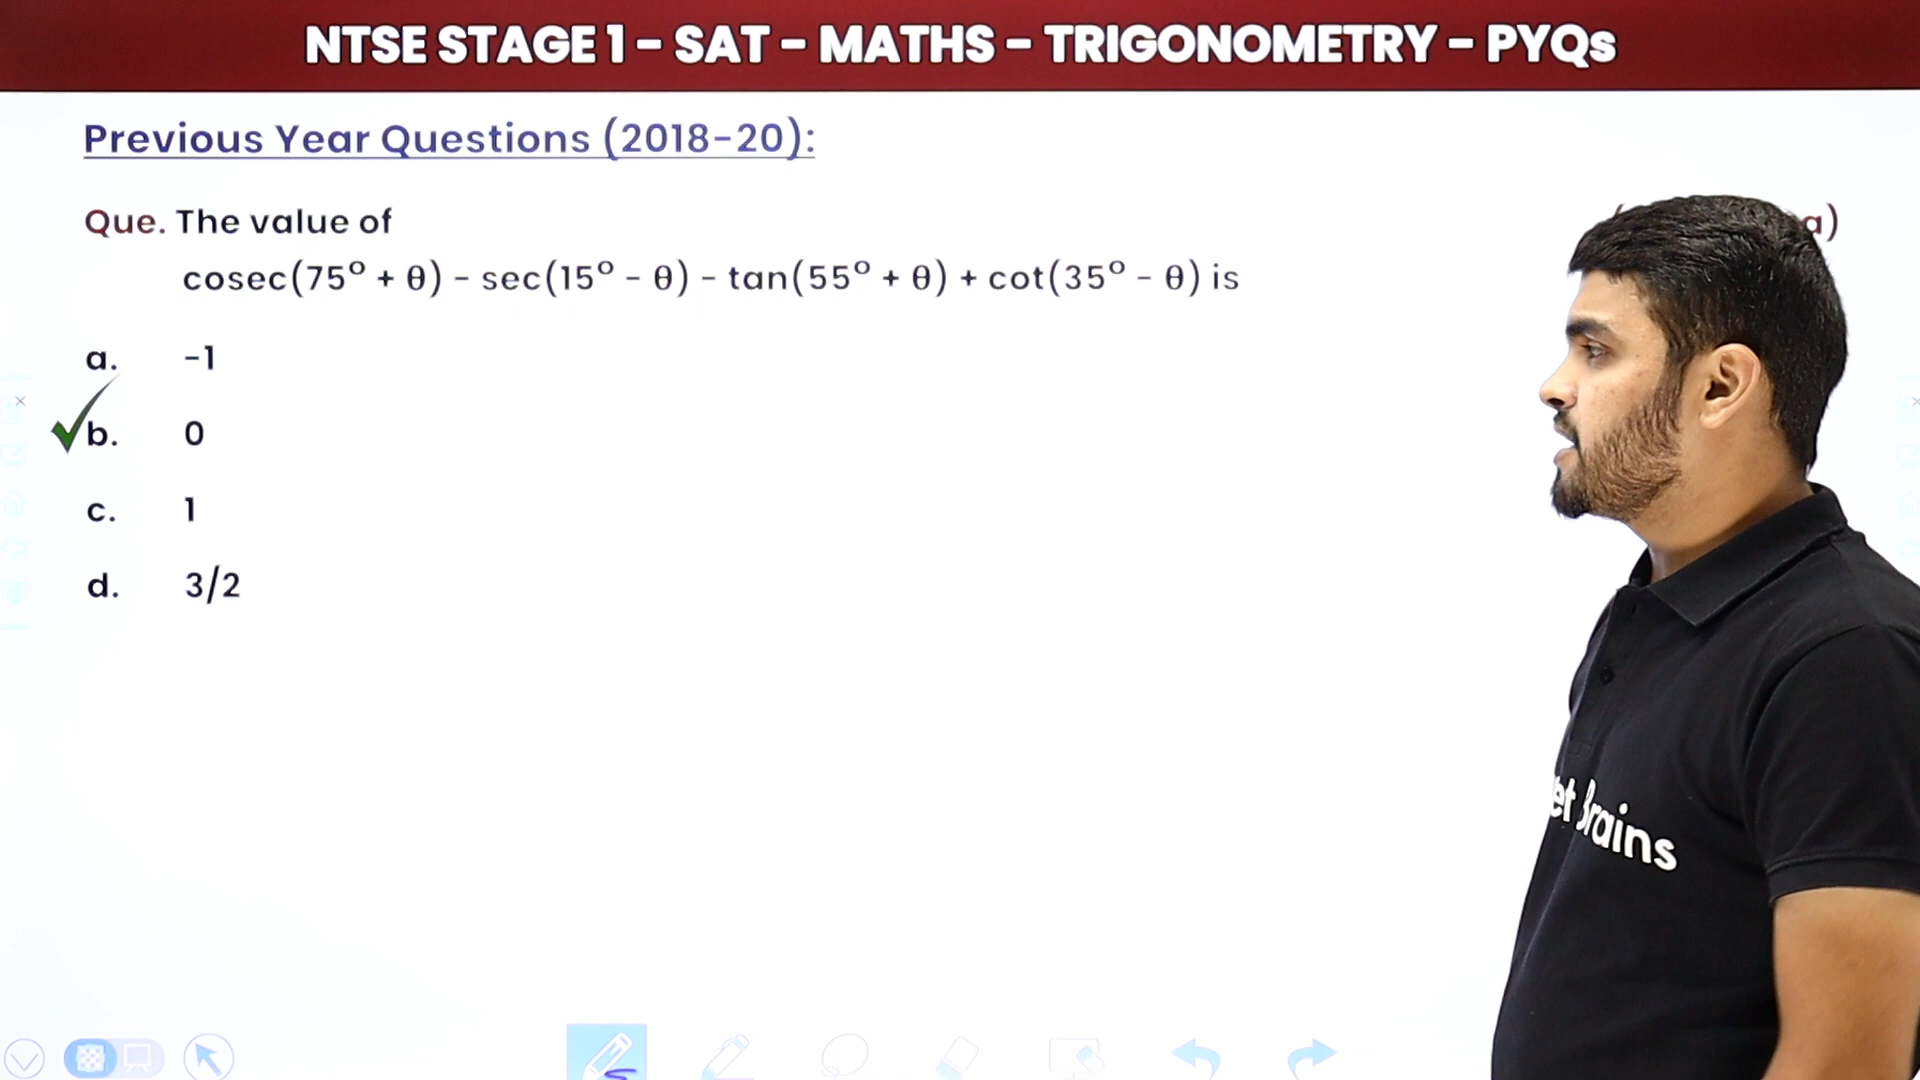 NTSE STAGE 1 - SAT - MATHS - TRIGONOMETRY - PYQs
Previous Year Questions (2018-20):
Que. The value of
cosec(75° + θ) - sec(15° - θ) - tan(55° + θ) + cot(35° - θ) is
a. -1
b. 0
c. 1
d. 3/2
Brains